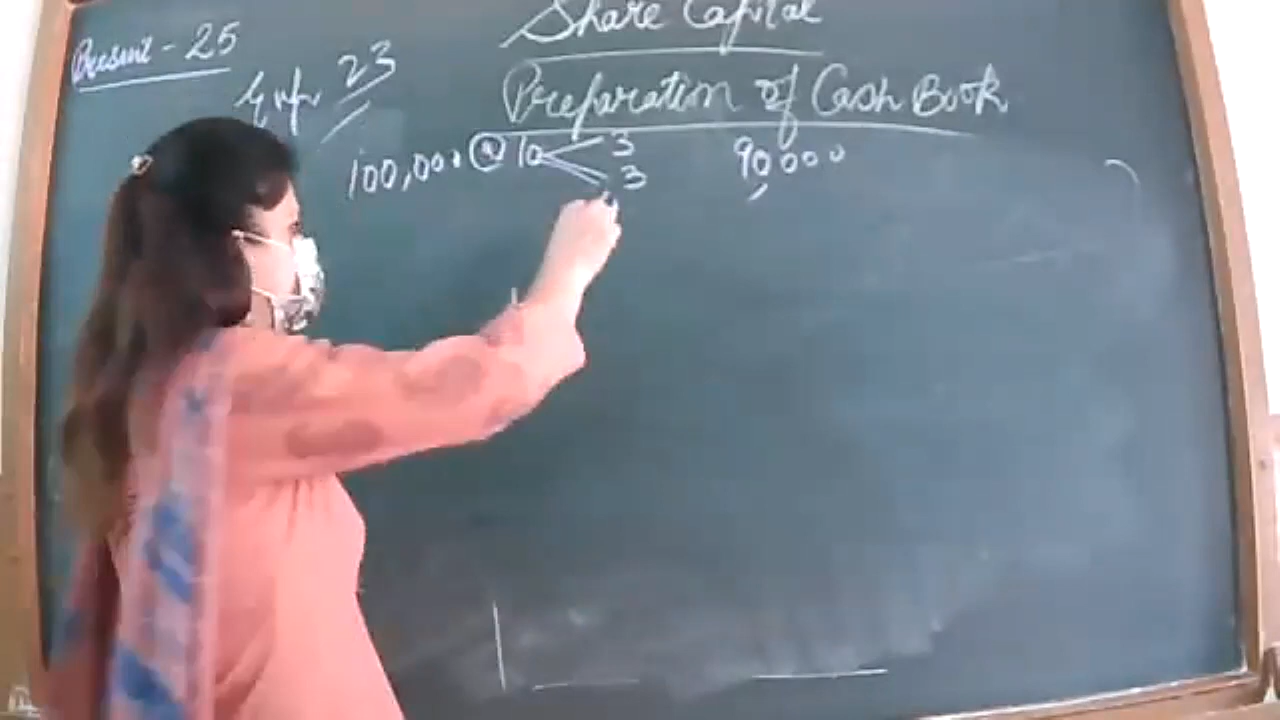 Share Capital
Present - 25
23
Preparation of Cash Book
100,000 @ 10 3 90,000
3